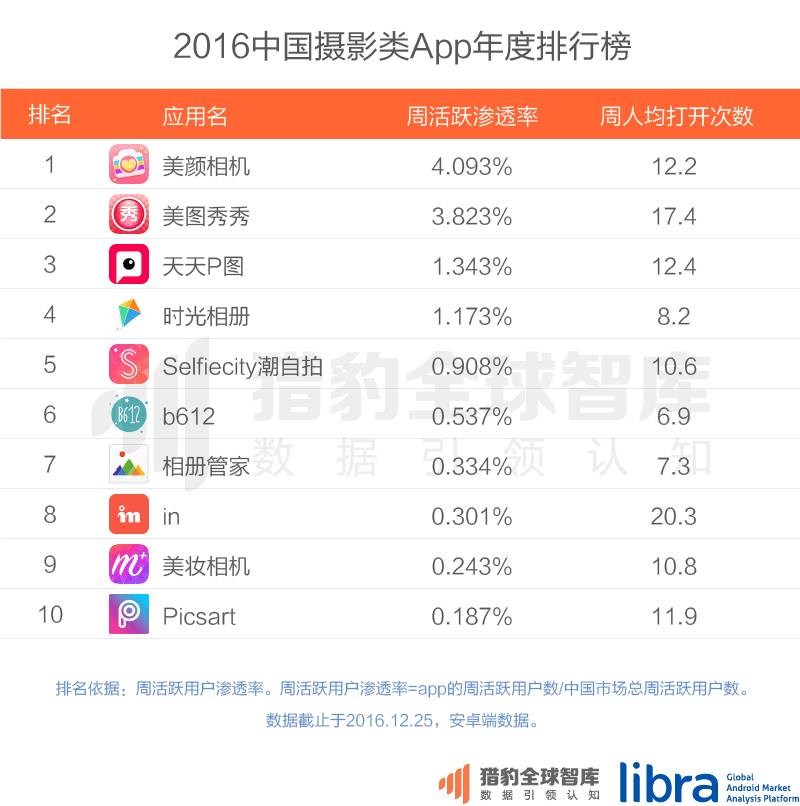 2016中国摄影类App年度排行榜
排名 应用名 周活跃渗透率 周人均打开次数
1 美颜相机 4.093% 12.2
2 秀 美图秀秀 3.823% 17.4
3 天天P图 1.343% 12.4
4 时光相册 1.173% 8.2
5 S Selfiecity潮自拍 0.908% 10.6
6 B612 b612 0.537% 6.9
7 相册管家 0.334% 7.3
8 in in 0.301% 20.3
9 m+ 美妆相机 0.243% 10.8
10 P Picsart 0.187% 11.9
猎豹全球智库
数据引领认知
排名依据：周活跃用户渗透率。周活跃用户渗透率=app的周活跃用户数/中国市场总周活跃用户数。
数据截止于2016.12.25，安卓端数据。
猎豹全球智库
数据引领认知
libra Global
Android Market
Analysis Platform